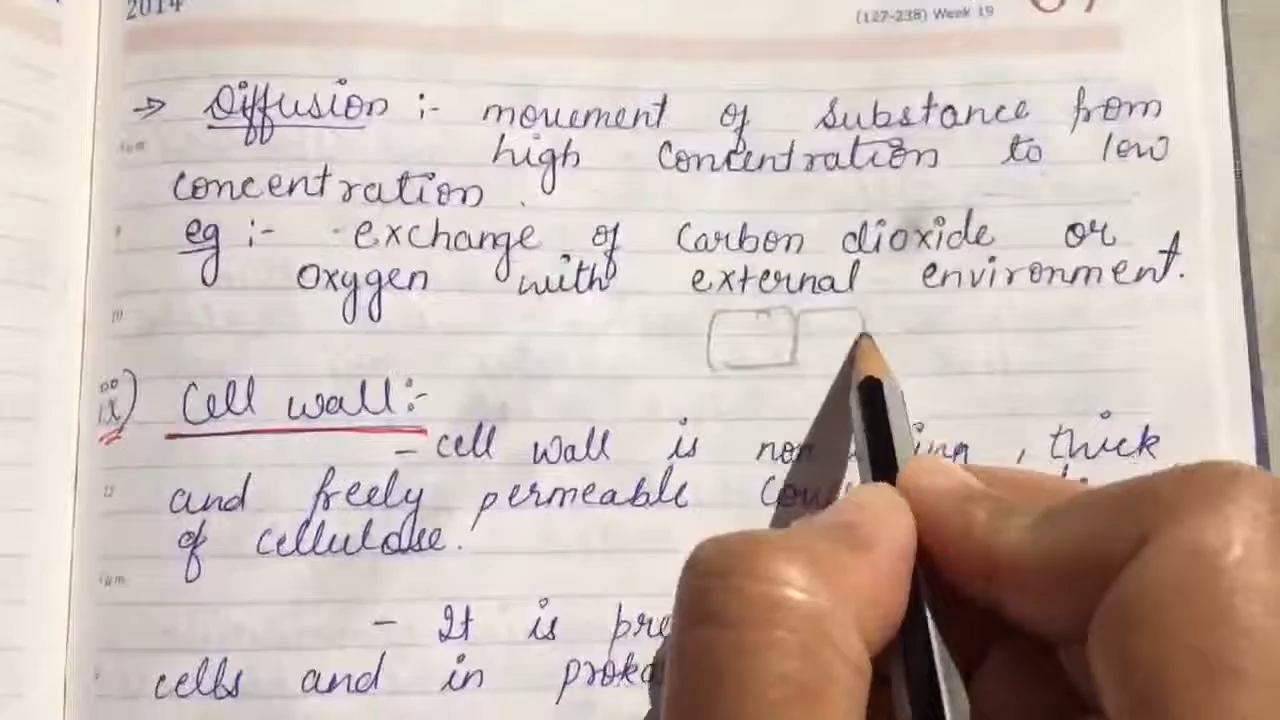 2014
(127-238) Week 19
→ Diffusion :- movement of substance from
high concentration to low
concentration.
eg :- exchange of carbon dioxide or
oxygen with external environment.
ix) Cell wall :-
- cell wall is non , thick
and freely permeable
of cellulose.
- It is
cells and in